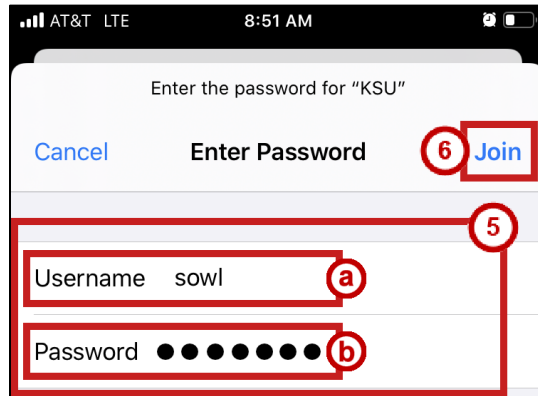 AT&T LTE 8:51 AM
Enter the password for “KSU”
Cancel Enter Password 6 Join
5
Username sowl a
Password ●●●●●●● b